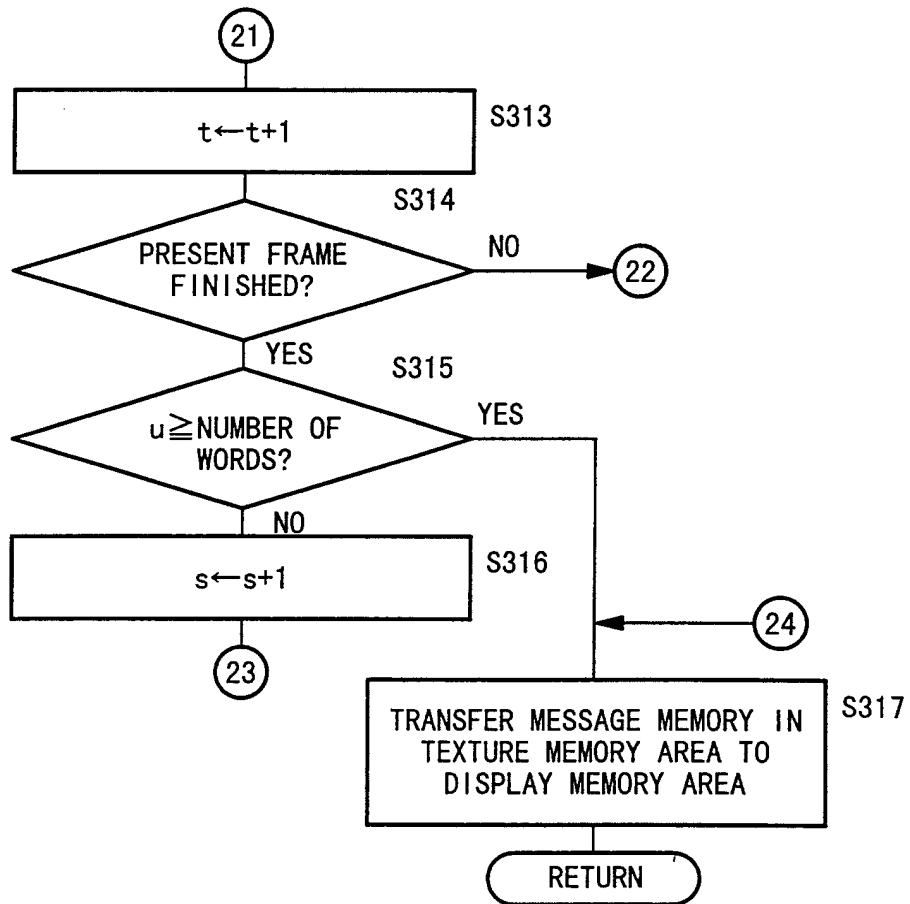 21
t←t+1
S313
S314
PRESENT FRAME
FINISHED?
NO
22
YES
S315
u≧NUMBER OF
WORDS?
YES
NO
s←s+1
S316
24
23
TRANSFER MESSAGE MEMORY IN
TEXTURE MEMORY AREA TO
DISPLAY MEMORY AREA
S317
RETURN